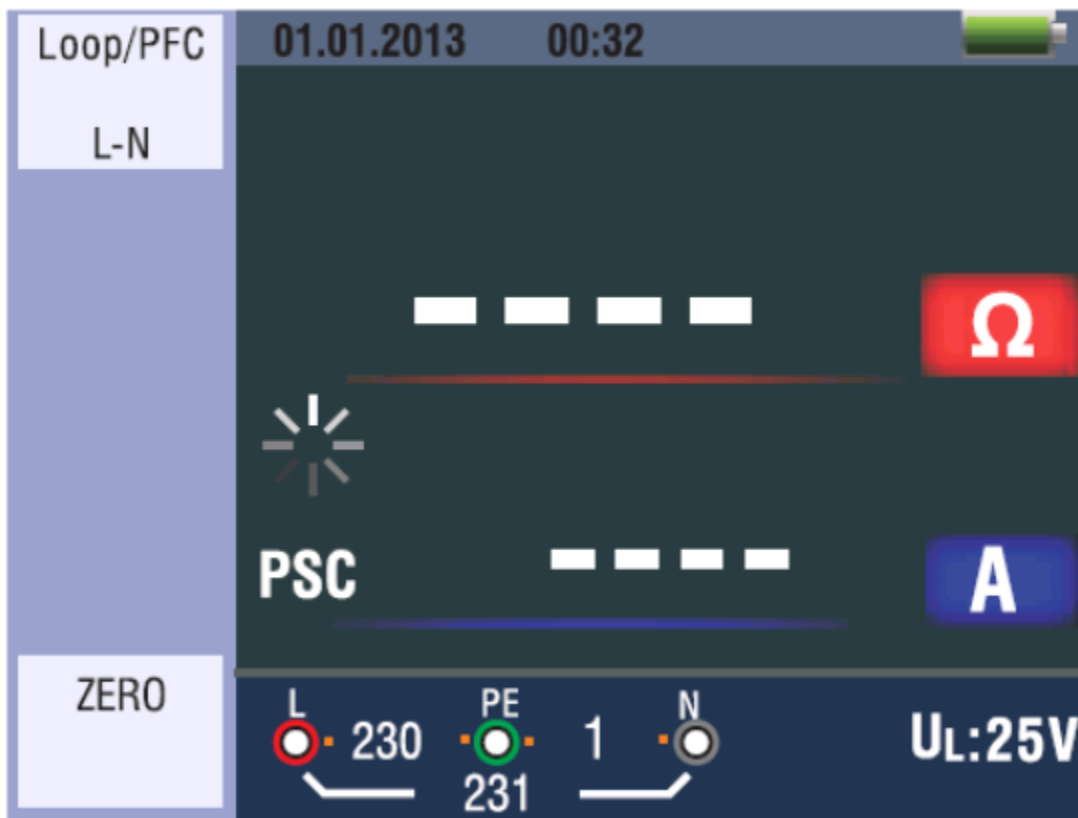 Loop/PFC
L-N
01.01.2013 00:32
- - - - Ω
PSC - - - - A
ZERO
L PE N
230 1
231
UL:25V